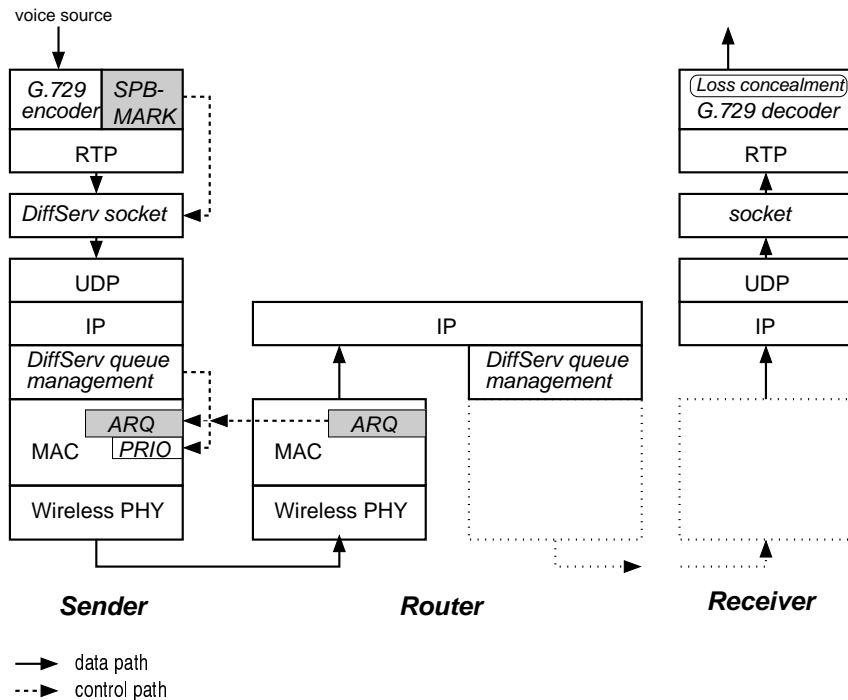 voice source
G.729
encoder
SPB-
MARK
RTP
DiffServ socket
UDP
IP
DiffServ queue
management
ARQ
PRIO
MAC
Wireless PHY
Sender
IP
DiffServ queue
management
ARQ
MAC
Wireless PHY
Router
Loss concealment
G.729 decoder
RTP
socket
UDP
IP
Receiver
data path
control path